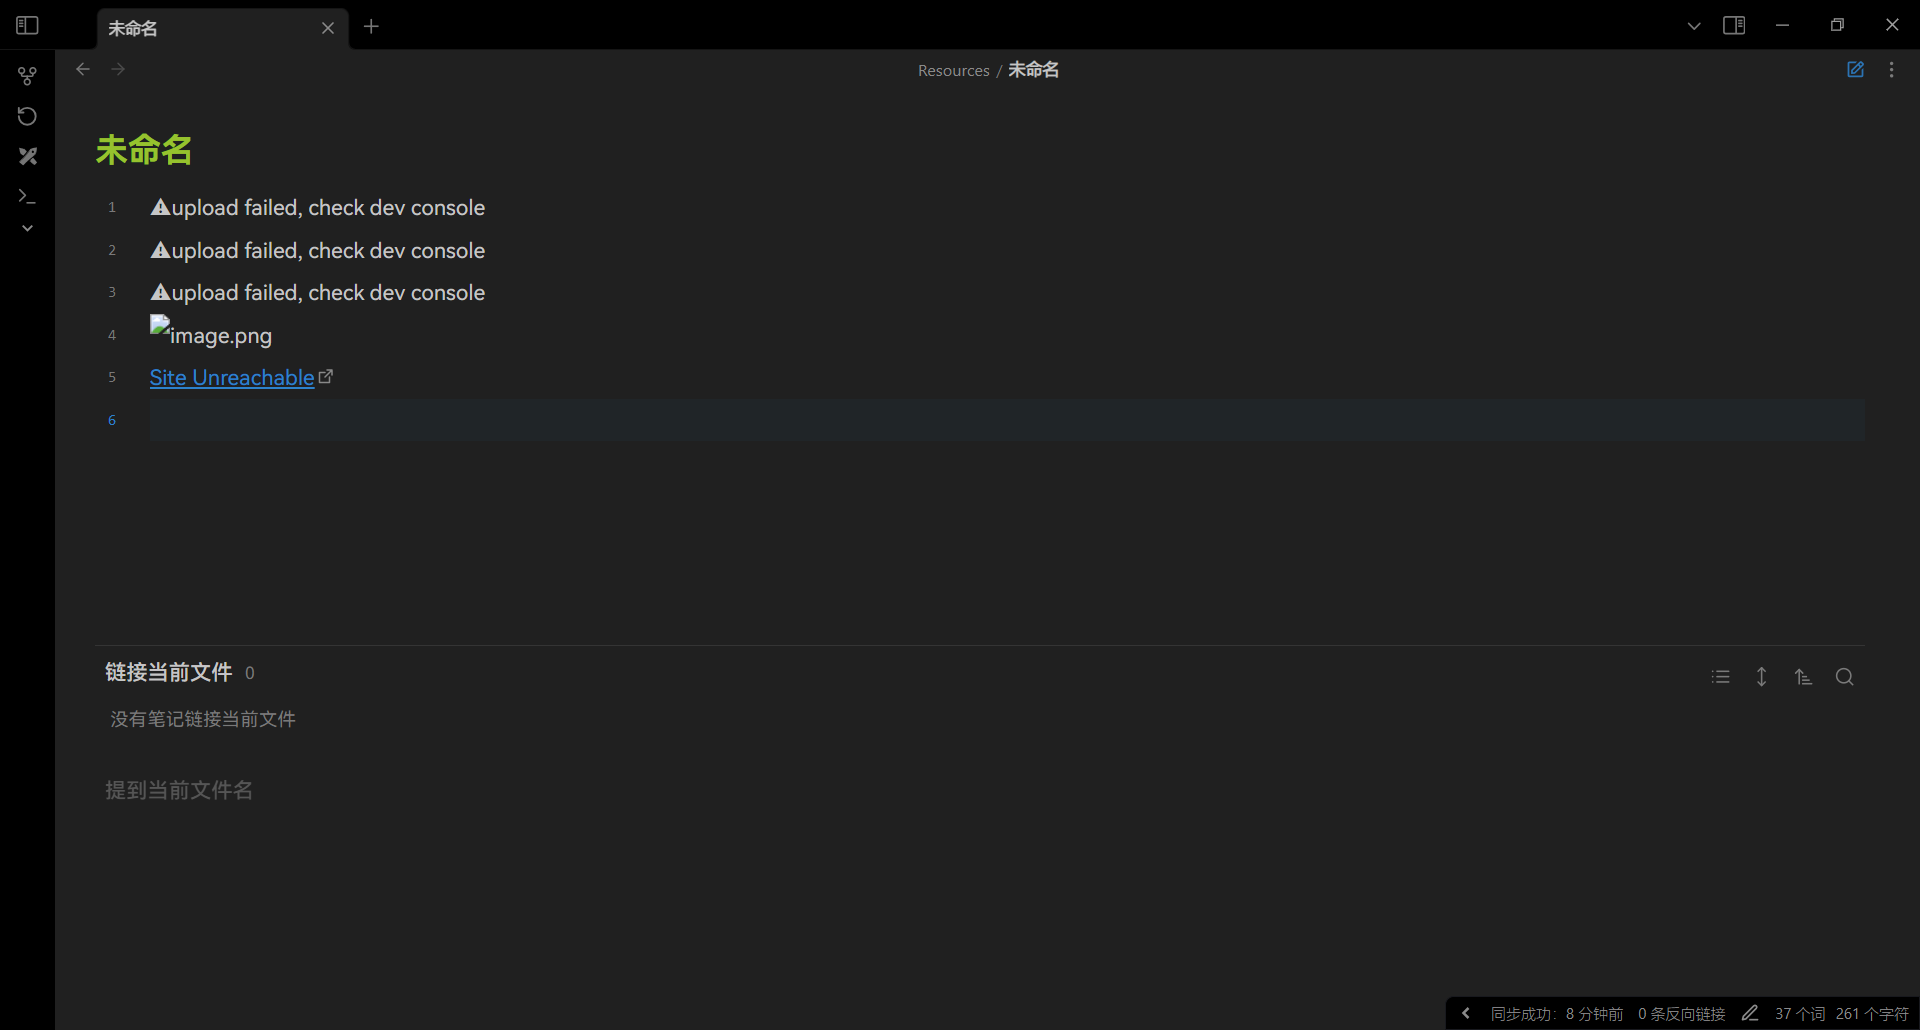 未命名
Resources / 未命名
未命名
1 ⚠upload failed, check dev console
2 ⚠upload failed, check dev console
3 ⚠upload failed, check dev console
4 image.png
5 Site Unreachable
6
链接当前文件 0
没有笔记链接当前文件
提到当前文件名
同步成功: 8 分钟前 0 条反向链接 37 个词 261 个字符